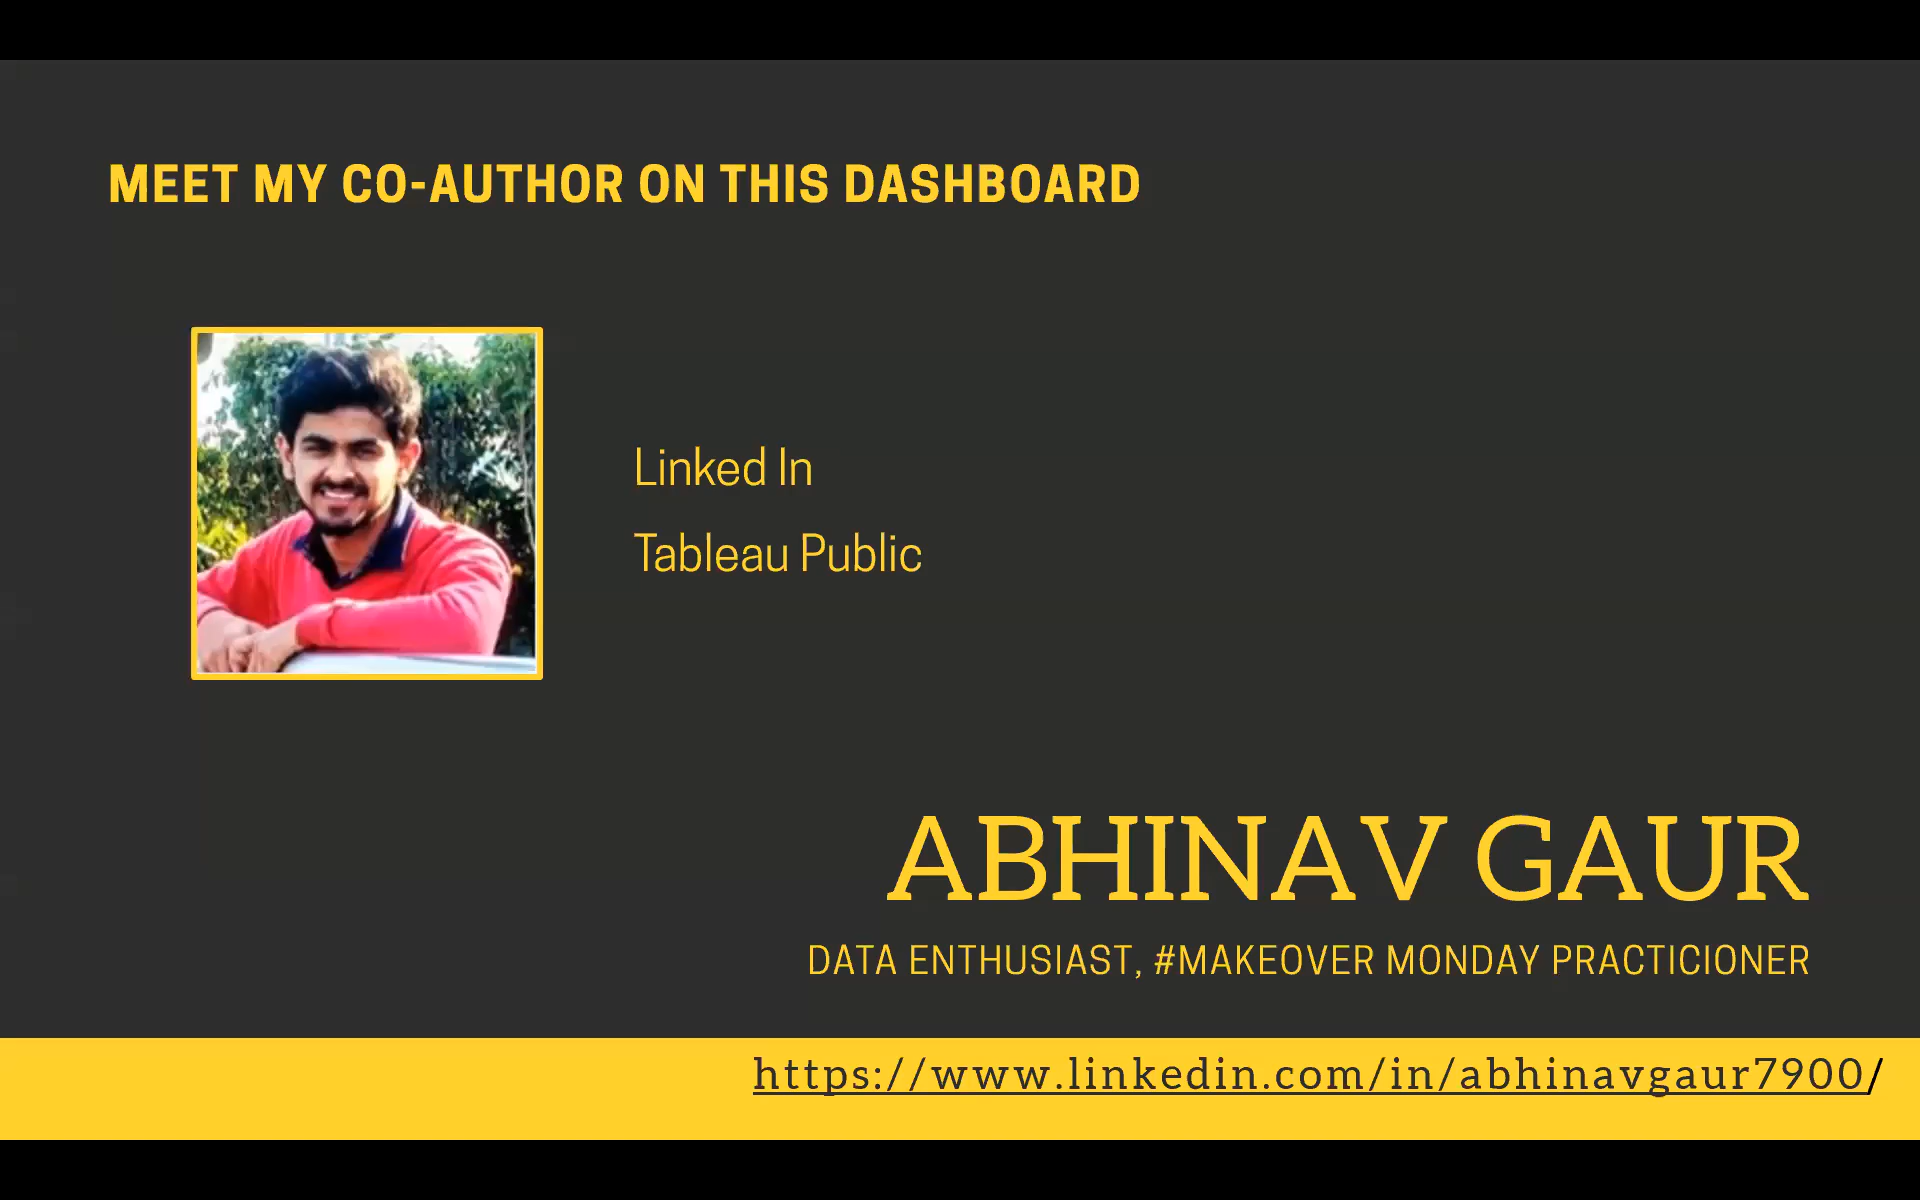 MEET MY CO-AUTHOR ON THIS DASHBOARD
Linked In
Tableau Public
ABHINAV GAUR
DATA ENTHUSIAST, #MAKEOVER MONDAY PRACTICIONER
https://www.linkedin.com/in/abhinavgaur7900/